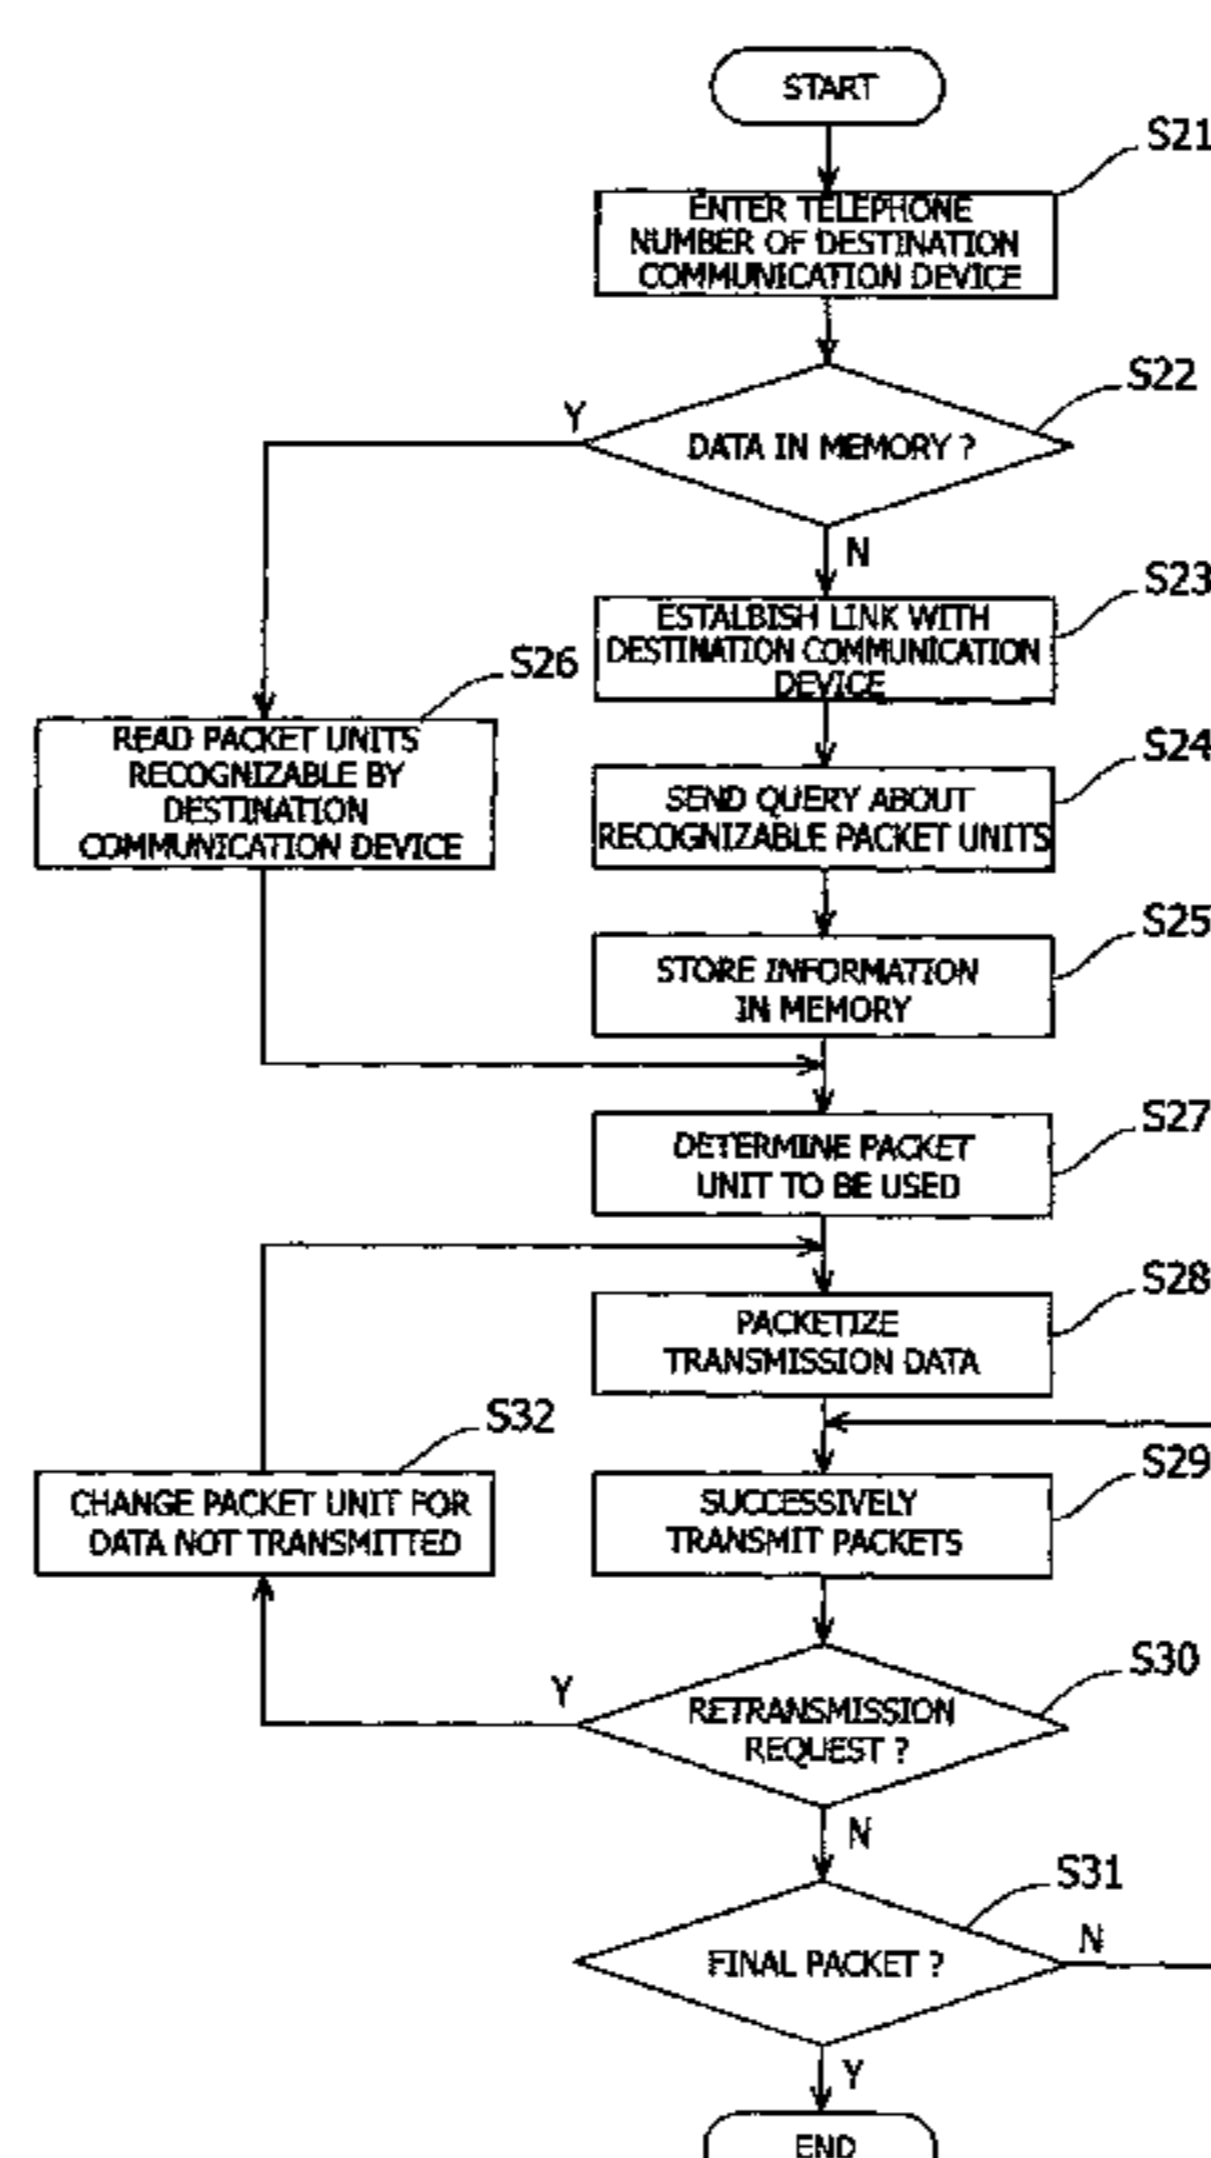 START
S21
ENTER TELEPHONE
NUMBER OF DESTINATION
COMMUNICATION DEVICE
S22
Y
DATA IN MEMORY ?
N
S23
ESTALBISH LINK WITH
DESTINATION COMMUNICATION
DEVICE
S26
READ PACKET UNITS
RECOGNIZABLE BY
DESTINATION
COMMUNICATION DEVICE
S24
SEND QUERY ABOUT
RECOGNIZABLE PACKET UNITS
S25
STORE INFORMATION
IN MEMORY
S27
DETERMINE PACKET
UNIT TO BE USED
S28
PACKETIZE
TRANSMISSION DATA
S32
CHANGE PACKET UNIT FOR
DATA NOT TRANSMITTED
S29
SUCCESSIVELY
TRANSMIT PACKETS
S30
Y
RETRANSMISSION
REQUEST ?
N
S31
FINAL PACKET ?
N
Y
END